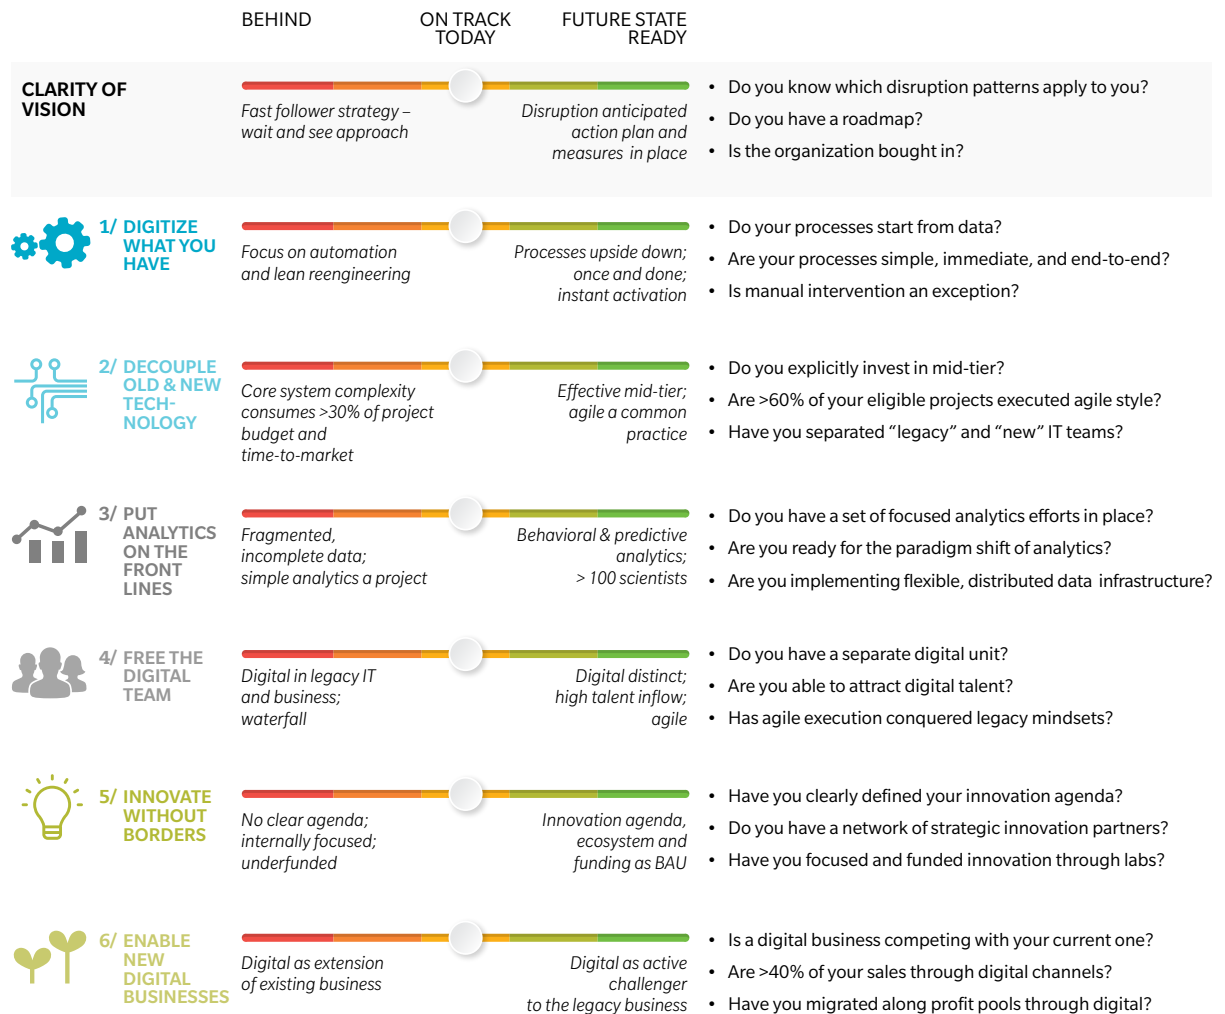 BEHIND
ON TRACK
TODAY
FUTURE STATE
READY
CLARITY OF
VISION
Fast follower strategy –
wait and see approach
Disruption anticipated
action plan and
measures in place
• Do you know which disruption patterns apply to you?
• Do you have a roadmap?
• Is the organization bought in?
1/ DIGITIZE
WHAT YOU
HAVE
Focus on automation
and lean reengineering
Processes upside down;
once and done;
instant activation
• Do your processes start from data?
• Are your processes simple, immediate, and end-to-end?
• Is manual intervention an exception?
2/ DECOUPLE
OLD & NEW
TECH-
NOLOGY
Core system complexity
consumes >30% of project
budget and
time-to-market
Effective mid-tier;
agile a common
practice
• Do you explicitly invest in mid-tier?
• Are >60% of your eligible projects executed agile style?
• Have you separated “legacy” and “new” IT teams?
3/ PUT
ANALYTICS
ON THE
FRONT
LINES
Fragmented,
incomplete data;
simple analytics a project
Behavioral & predictive
analytics;
> 100 scientists
• Do you have a set of focused analytics efforts in place?
• Are you ready for the paradigm shift of analytics?
• Are you implementing flexible, distributed data infrastructure?
4/ FREE THE
DIGITAL
TEAM
Digital in legacy IT
and business;
waterfall
Digital distinct;
high talent inflow;
agile
• Do you have a separate digital unit?
• Are you able to attract digital talent?
• Has agile execution conquered legacy mindsets?
5/ INNOVATE
WITHOUT
BORDERS
No clear agenda;
internally focused;
underfunded
Innovation agenda,
ecosystem and
funding as BAU
• Have you clearly defined your innovation agenda?
• Do you have a network of strategic innovation partners?
• Have you focused and funded innovation through labs?
6/ ENABLE
NEW
DIGITAL
BUSINESSES
Digital as extension
of existing business
Digital as active
challenger
to the legacy business
• Is a digital business competing with your current one?
• Are >40% of your sales through digital channels?
• Have you migrated along profit pools through digital?